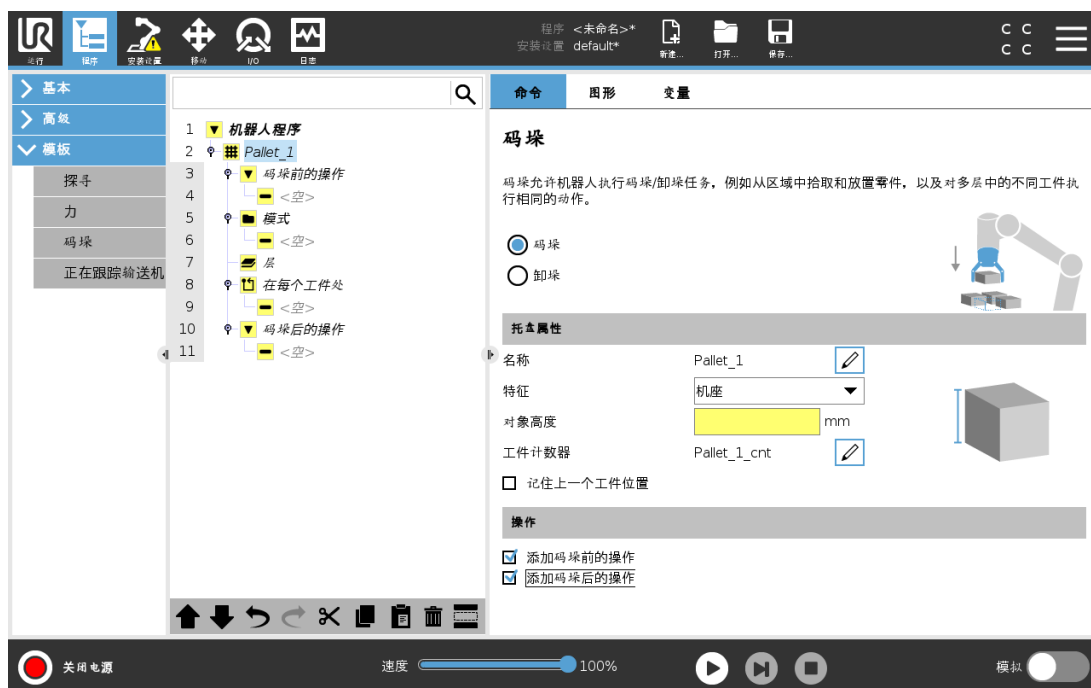 UR
运行
程序
安装设置
移动
I/O
日志
程序 <未命名>*
安装设置 default*
新建...
打开...
保存...
C C
C C
基本
高级
模板
探寻
力
码垛
正在跟踪输送机
1 机器人程序
2 Pallet_1
3 码垛前的操作
4 <空>
5 模式
6 <空>
7 层
8 在每个工件处
9 <空>
10 码垛后的操作
11 <空>
命令 图形 变量
码垛
码垛允许机器人执行码垛/卸垛任务，例如从区域中拾取和放置零件，以及对多层中的不同工件执
行相同的动作。
码垛
卸垛
托盘属性
名称 Pallet_1
特征 机座
对象高度 mm
工件计数器 Pallet_1_cnt
记住上一个工件位置
操作
添加码垛前的操作
添加码垛后的操作
关闭电源
速度 100%
模拟